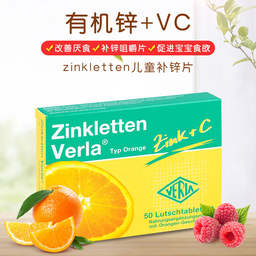 有机锌+VC
改善厌食 补锌咀嚼片 促进宝宝食欲
zinkletten儿童补锌片
Zinkletten
Verla® Typ Orange
Zink + C
VERLA
50 Lutschtabletten
Nahrungsergänzungsmittel
mit Orangen-Geschmack